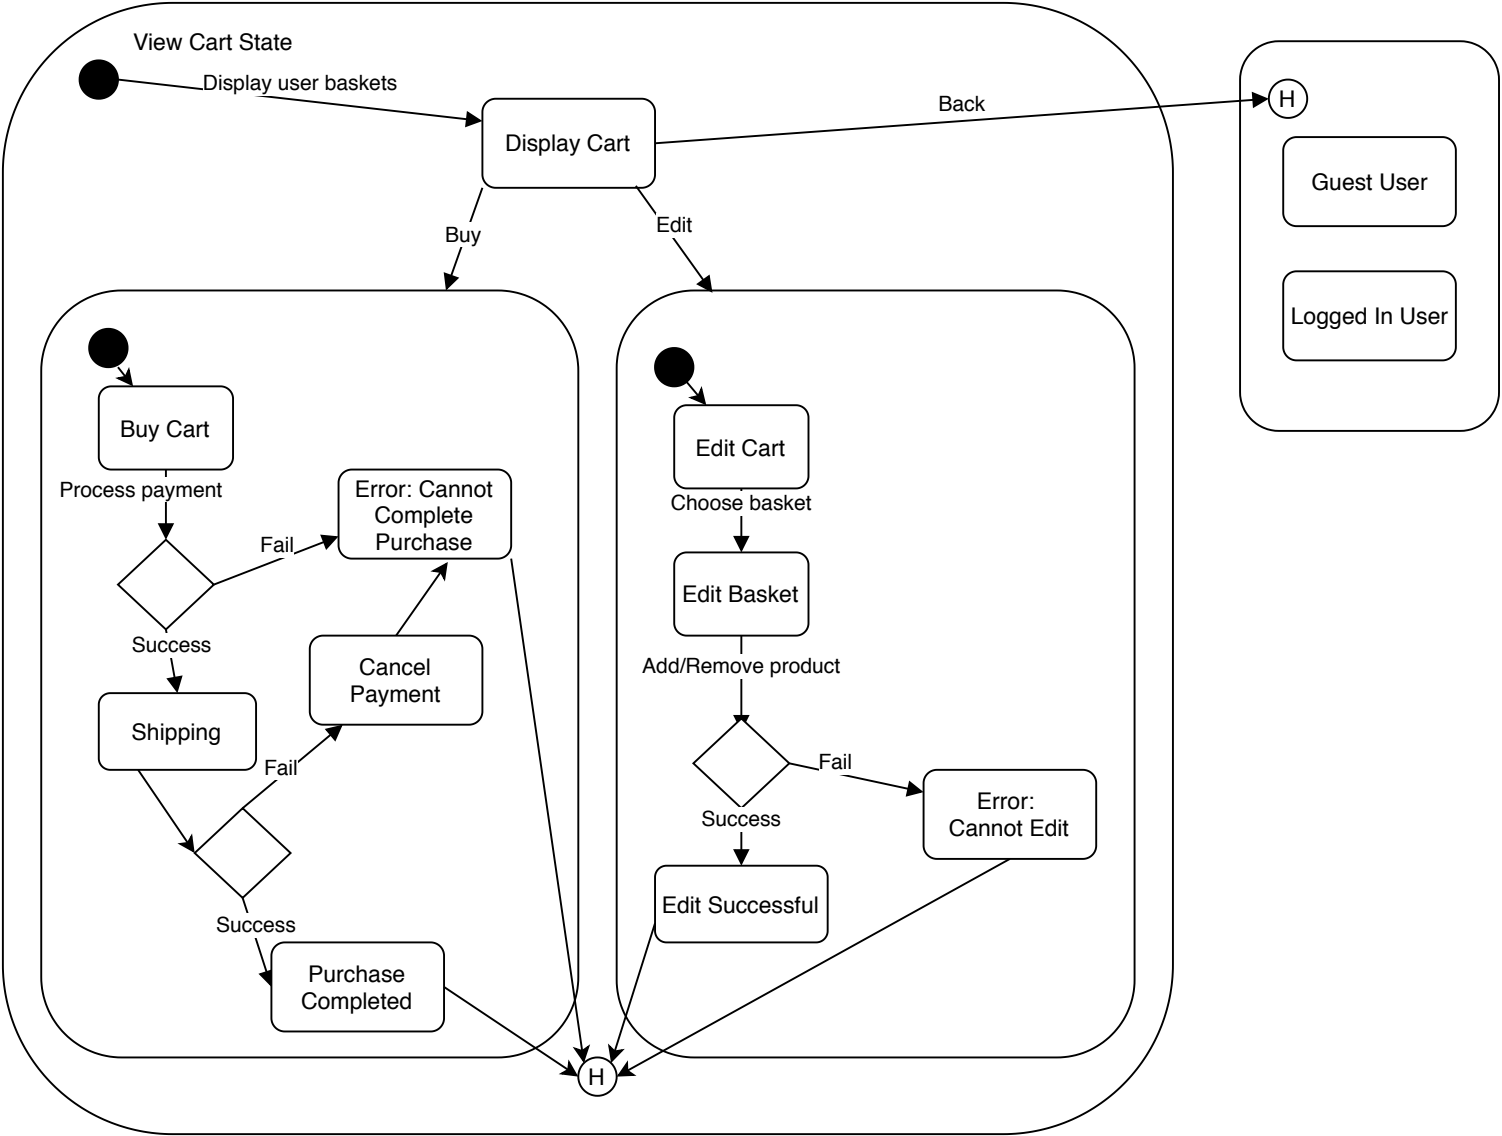 View Cart State
Display user baskets
Display Cart
Back
H
Guest User
Logged In User
Buy
Edit
Buy Cart
Process payment
Fail
Error: Cannot
Complete
Purchase
Success
Cancel
Payment
Shipping
Fail
Success
Purchase
Completed
Edit Cart
Choose basket
Edit Basket
Add/Remove product
Fail
Error:
Cannot Edit
Success
Edit Successful
H